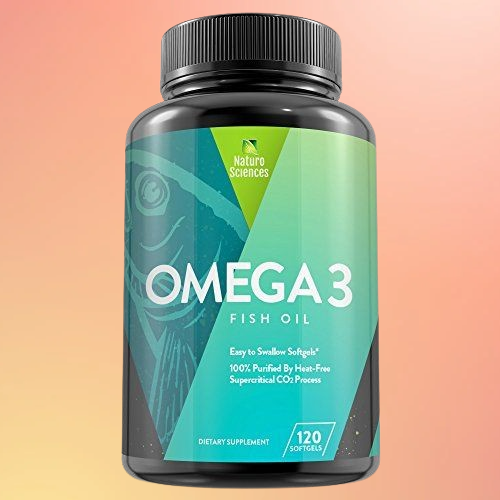 Naturo
Sciences
OMEGA 3
FISH OIL
Easy to Swallow Softgels*
100% Purified By Heat-Free
Supercritical CO2 Process
DIETARY SUPPLEMENT
120
SOFTGELS